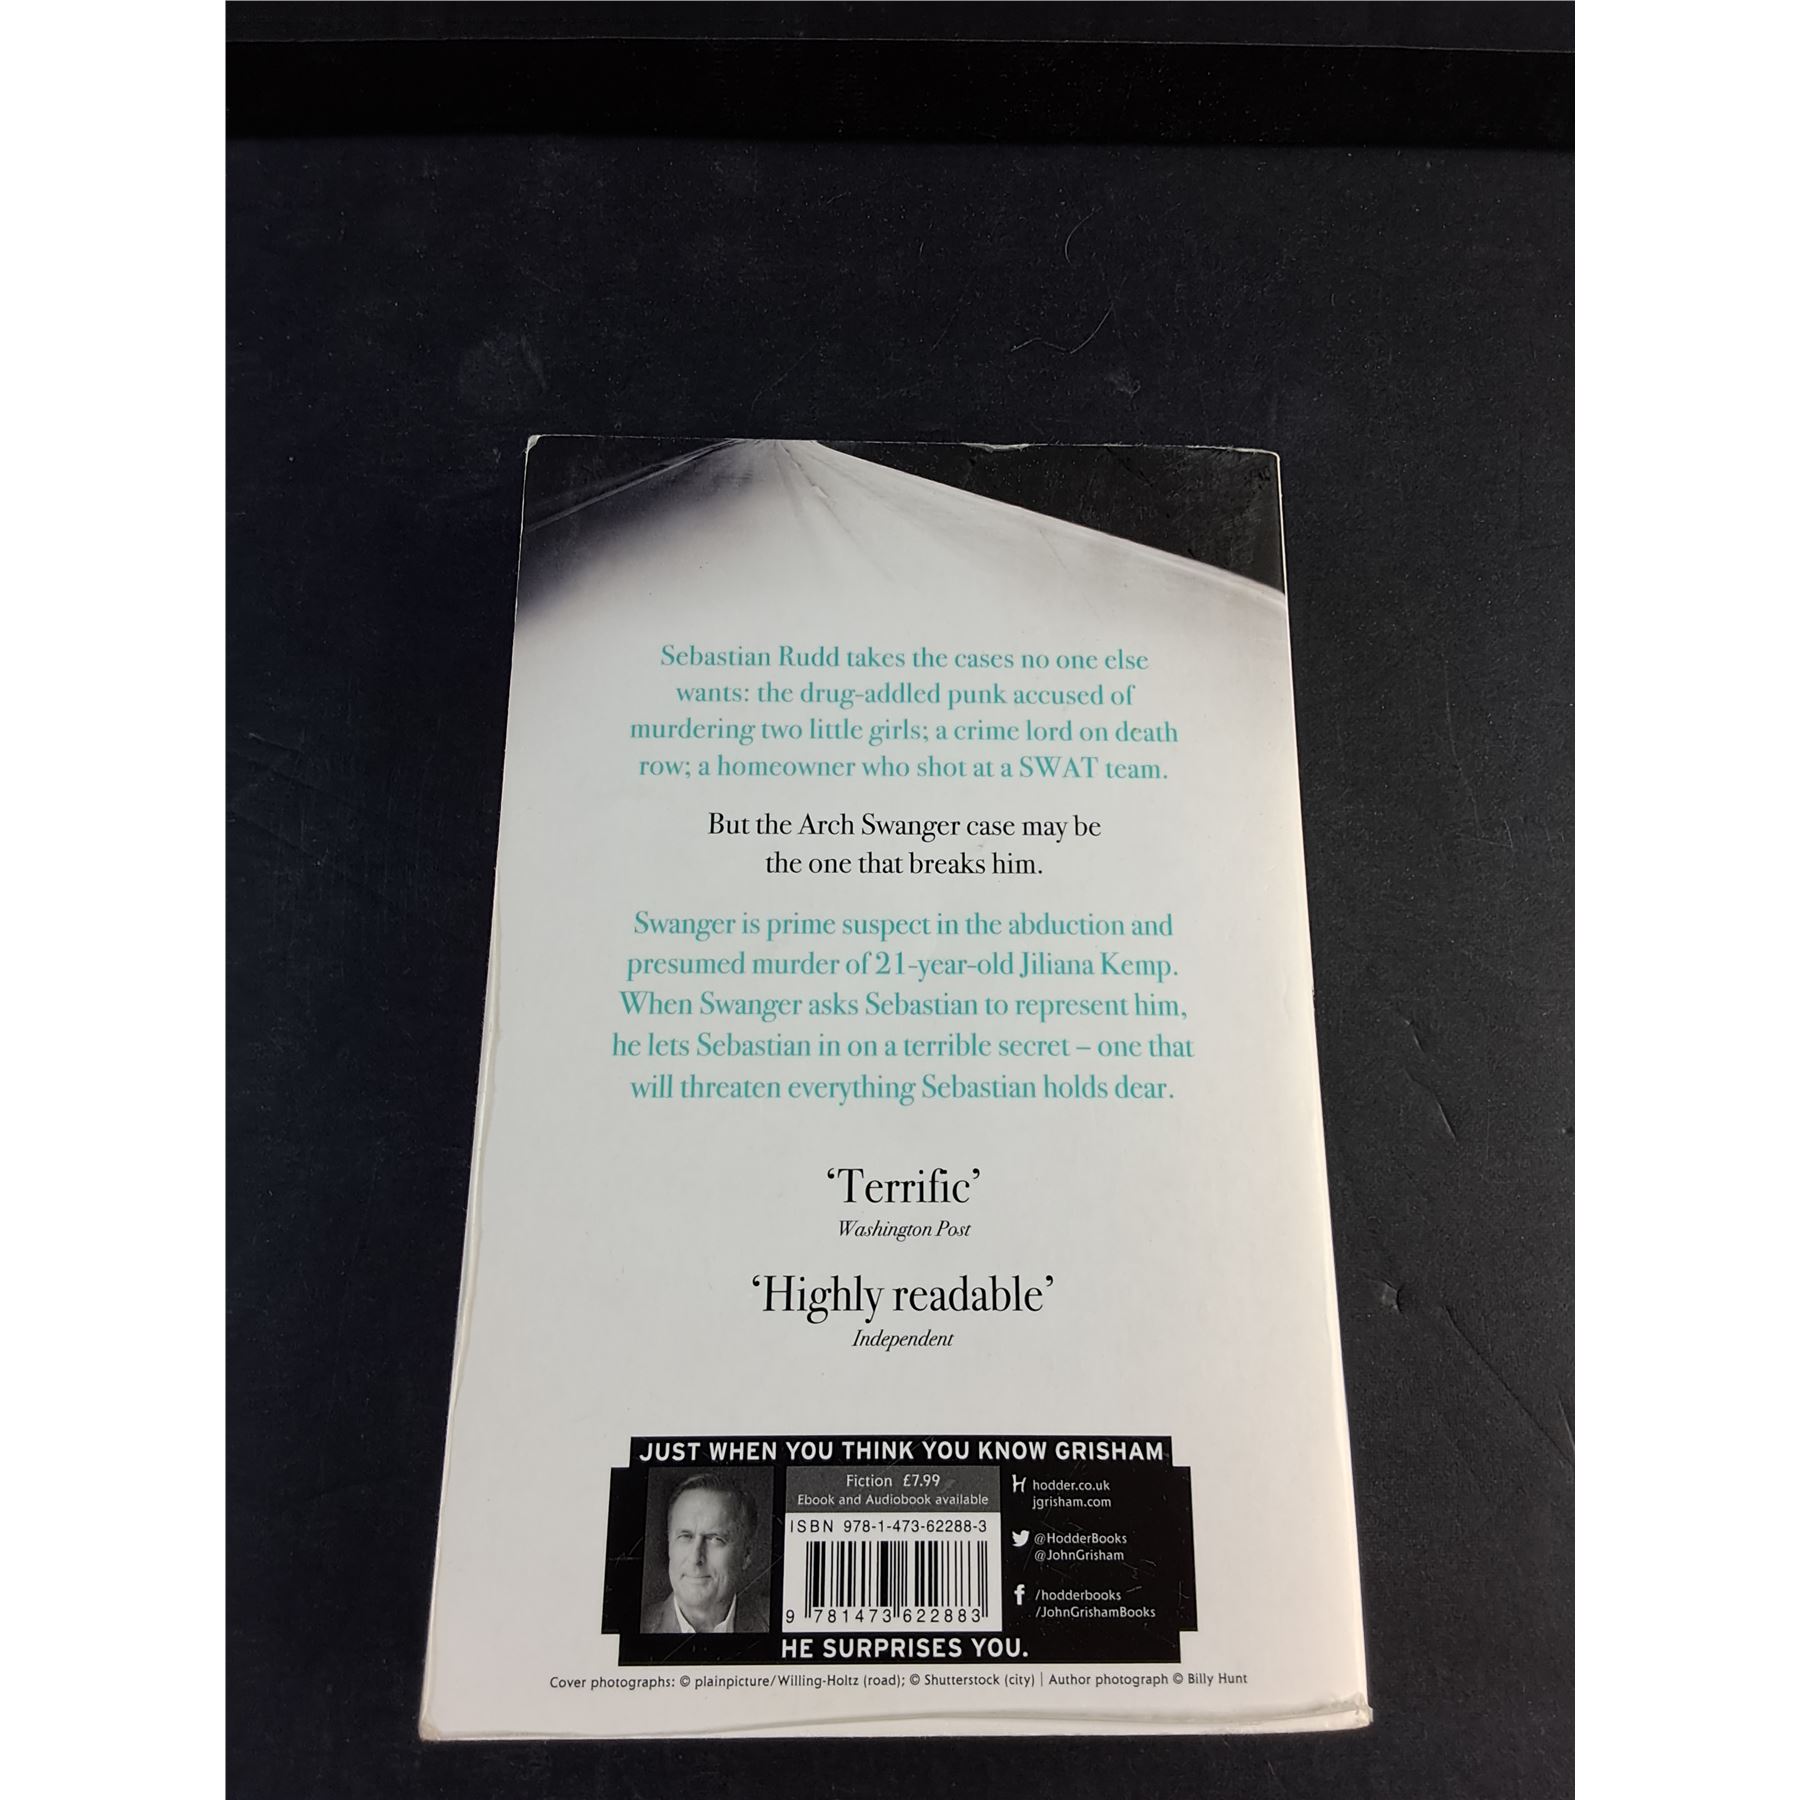 Sebastian Rudd takes the cases no one else
wants: the drug-addled punk accused of
murdering two little girls; a crime lord on death
row; a homeowner who shot at a SWAT team.
But the Arch Swanger case may be
the one that breaks him.
Swanger is prime suspect in the abduction and
presumed murder of 21-year-old Jiliana Kemp.
When Swanger asks Sebastian to represent him,
he lets Sebastian in on a terrible secret – one that
will threaten everything Sebastian holds dear.
‘Terrific’
Washington Post
‘Highly readable’
Independent
JUST WHEN YOU THINK YOU KNOW GRISHAM
Fiction £7.99
Ebook and Audiobook available
ISBN 978-1-473-62288-3
9 781473 622883
hodder.co.uk
jgrisham.com
@HodderBooks
@JohnGrisham
/hodderbooks
/JohnGrishamBooks
HE SURPRISES YOU.
Cover photographs: © plainpicture/Willing-Holtz (road); © Shutterstock (city) | Author photograph © Billy Hunt